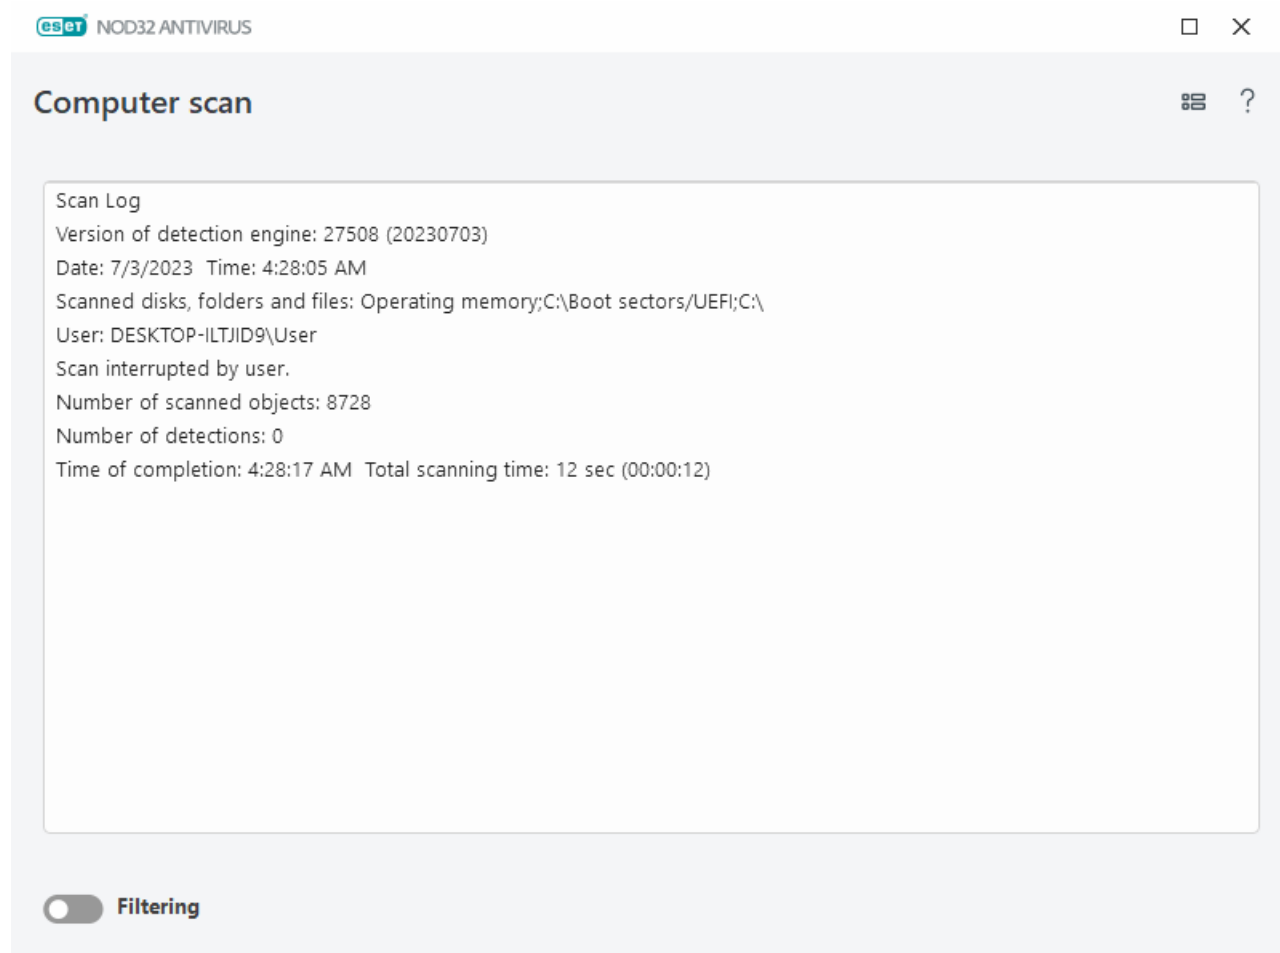 eset NOD32 ANTIVIRUS
Computer scan
?
Scan Log
Version of detection engine: 27508 (20230703)
Date: 7/3/2023  Time: 4:28:05 AM
Scanned disks, folders and files: Operating memory;C:\Boot sectors/UEFI;C:\
User: DESKTOP-ILTJID9\User
Scan interrupted by user.
Number of scanned objects: 8728
Number of detections: 0
Time of completion: 4:28:17 AM  Total scanning time: 12 sec (00:00:12)
Filtering